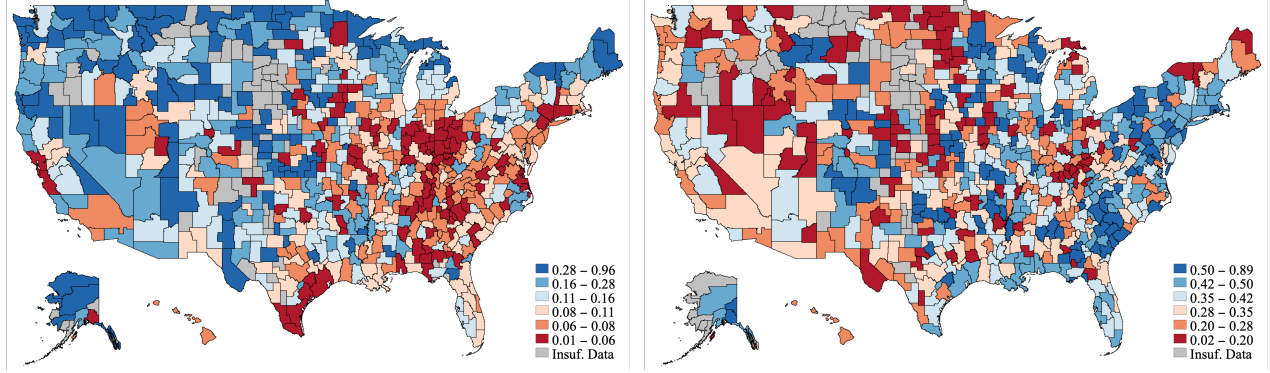 0.28 – 0.96
0.16 – 0.28
0.11 – 0.16
0.08 – 0.11
0.06 – 0.08
0.01 – 0.06
Insuf. Data
0.50 – 0.89
0.42 – 0.50
0.35 – 0.42
0.28 – 0.35
0.20 – 0.28
0.02 – 0.20
Insuf. Data